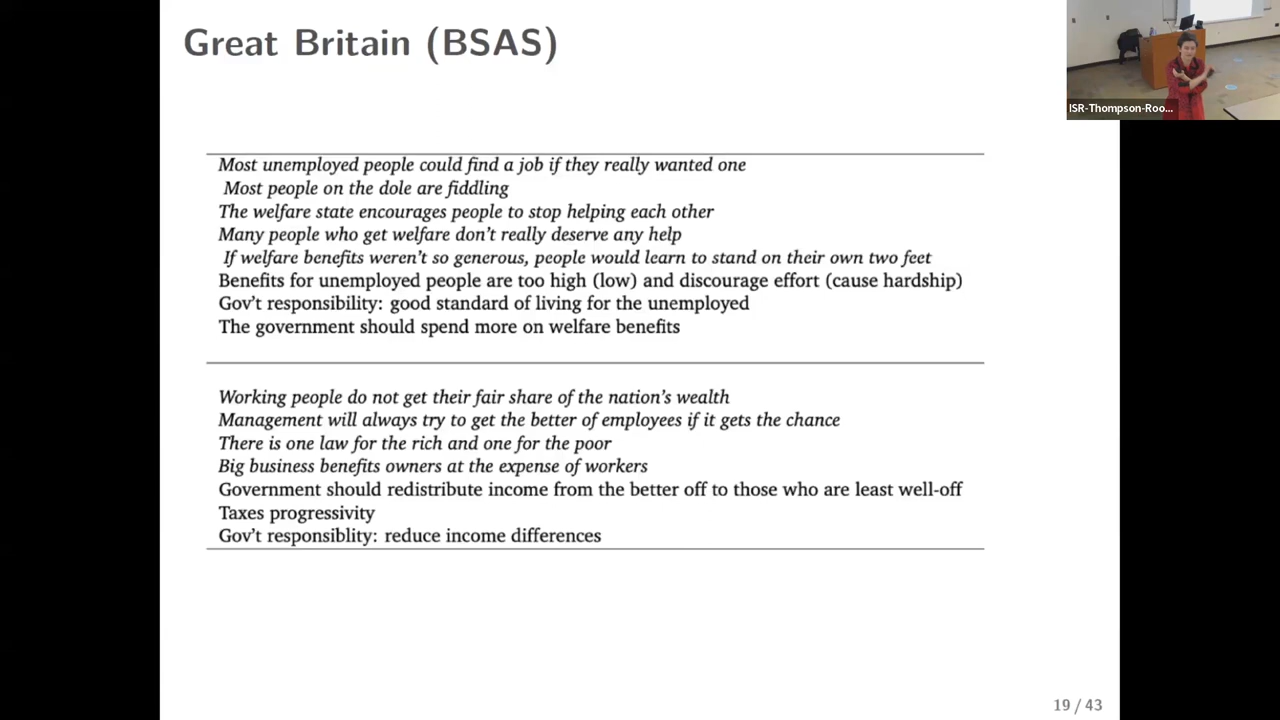 Great Britain (BSAS)
ISR-Thompson-Roo...
Most unemployed people could find a job if they really wanted one
Most people on the dole are fiddling
The welfare state encourages people to stop helping each other
Many people who get welfare don't really deserve any help
If welfare benefits weren't so generous, people would learn to stand on their own two feet
Benefits for unemployed people are too high (low) and discourage effort (cause hardship)
Gov't responsibility: good standard of living for the unemployed
The government should spend more on welfare benefits
Working people do not get their fair share of the nation's wealth
Management will always try to get the better of employees if it gets the chance
There is one law for the rich and one for the poor
Big business benefits owners at the expense of workers
Government should redistribute income from the better off to those who are least well-off
Taxes progressivity
Gov't responsiblity: reduce income differences
19 / 43